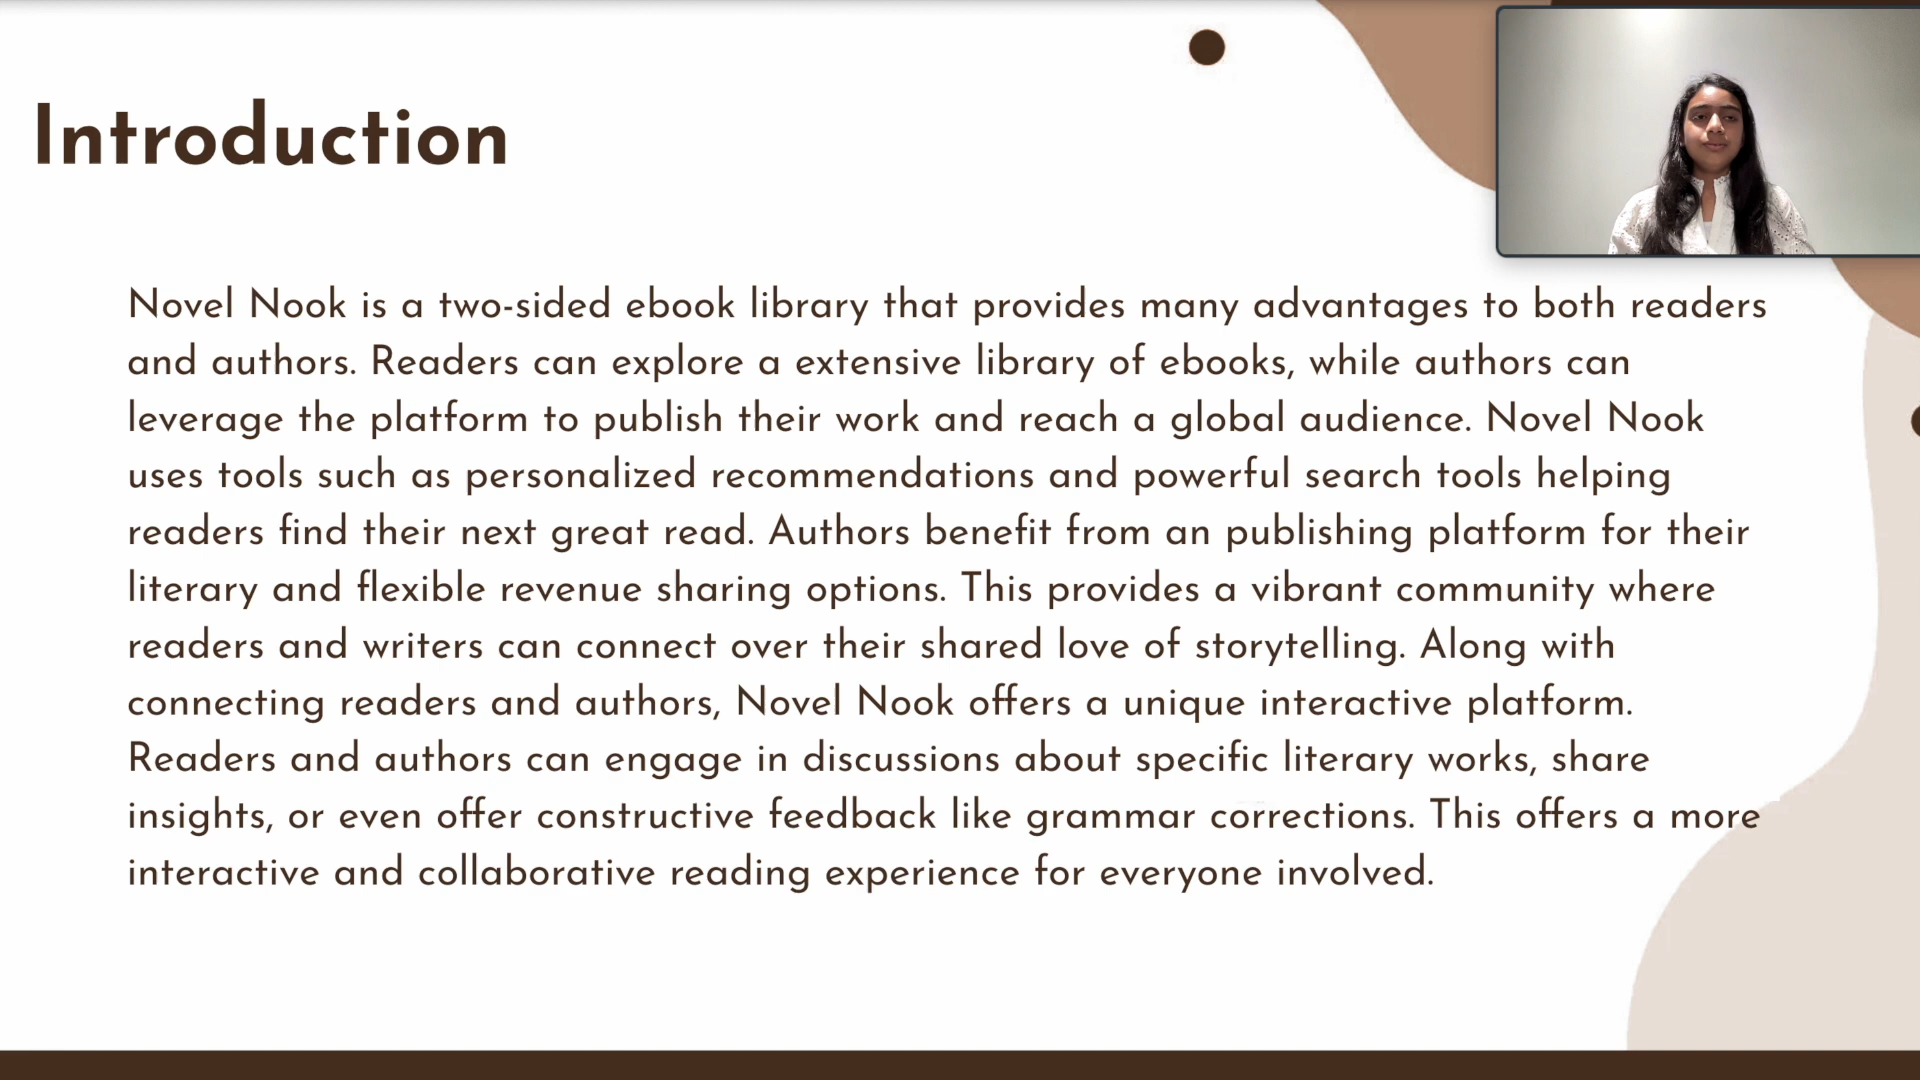 Introduction
Novel Nook is a two-sided ebook library that provides many advantages to both readers
and authors. Readers can explore a extensive library of ebooks, while authors can
leverage the platform to publish their work and reach a global audience. Novel Nook
uses tools such as personalized recommendations and powerful search tools helping
readers find their next great read. Authors benefit from an publishing platform for their
literary and flexible revenue sharing options. This provides a vibrant community where
readers and writers can connect over their shared love of storytelling. Along with
connecting readers and authors, Novel Nook offers a unique interactive platform.
Readers and authors can engage in discussions about specific literary works, share
insights, or even offer constructive feedback like grammar corrections. This offers a more
interactive and collaborative reading experience for everyone involved.